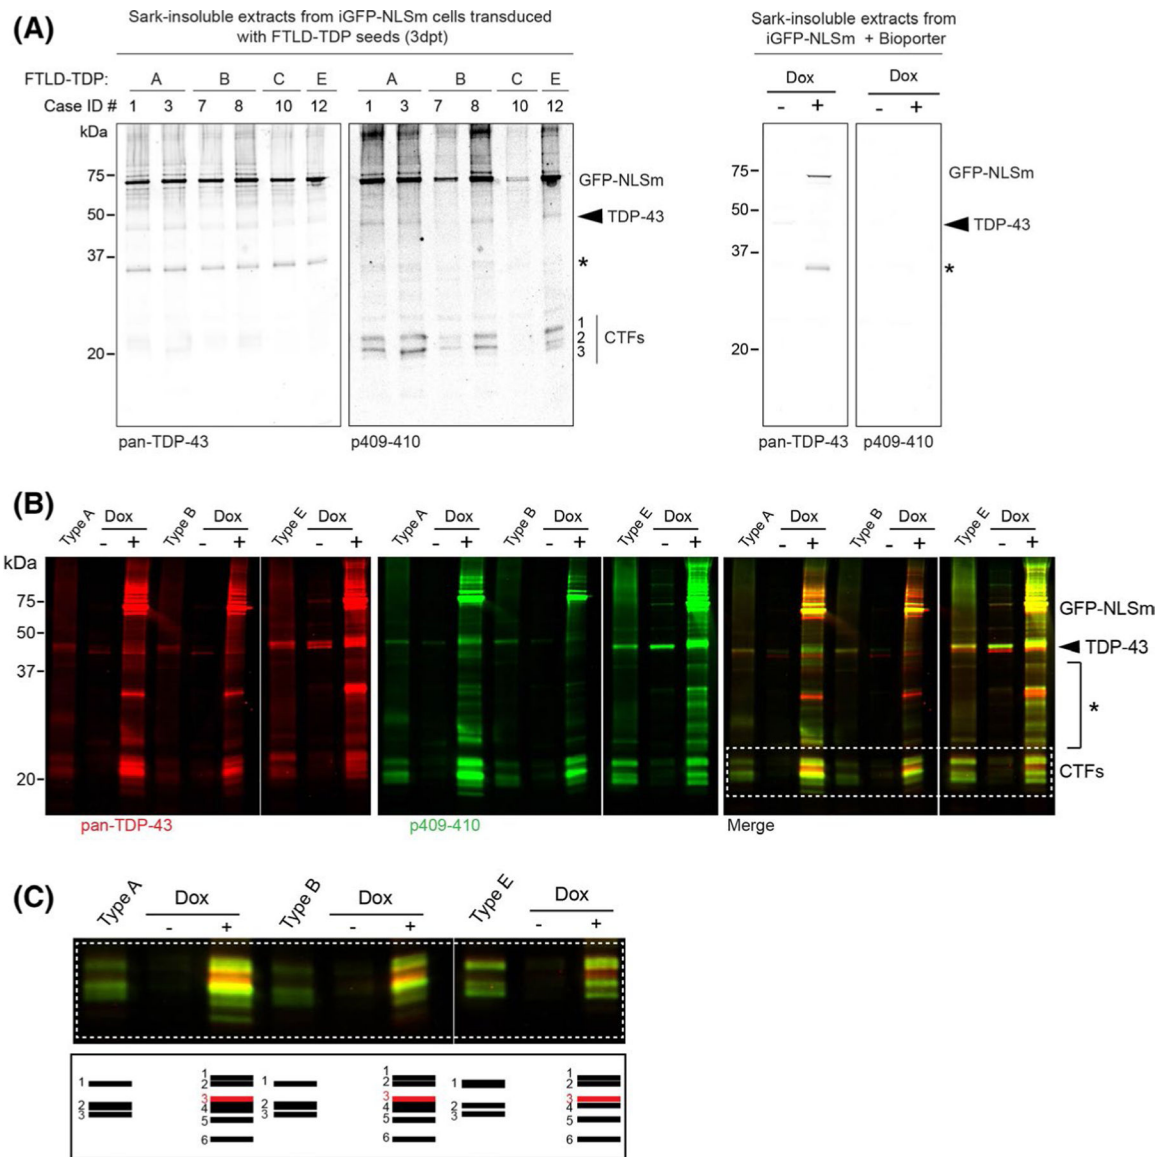 (A)
Sark-insoluble extracts from iGFP-NLSm cells transduced
with FTLD-TDP seeds (3dpt)
FTLD-TDP: A B C E A B C E
Case ID # 1 3 7 8 10 12 1 3 7 8 10 12
kDa
75
50
37
20
GFP-NLSm
TDP-43
*
1
2
3
CTFs
pan-TDP-43 p409-410
Sark-insoluble extracts from
iGFP-NLSm + Bioporter
Dox Dox
- + - +
75
50
37
20
GFP-NLSm
TDP-43
*
pan-TDP-43 p409-410
(B)
Type A Dox Type B Dox Type E Dox Type A Dox Type B Dox Type E Dox Type A Dox Type B Dox Type E Dox
- + - + - + - + - + - + - + - + - +
kDa
75
50
37
20
GFP-NLSm
TDP-43
*
CTFs
pan-TDP-43 p409-410 Merge
(C)
Type A Dox Type B Dox Type E Dox
- + - + - +
1 2 3 1 2 3 4 5 6 1 2 3 1 2 3 4 5 6 1 2 3 1 2 3 4 5 6